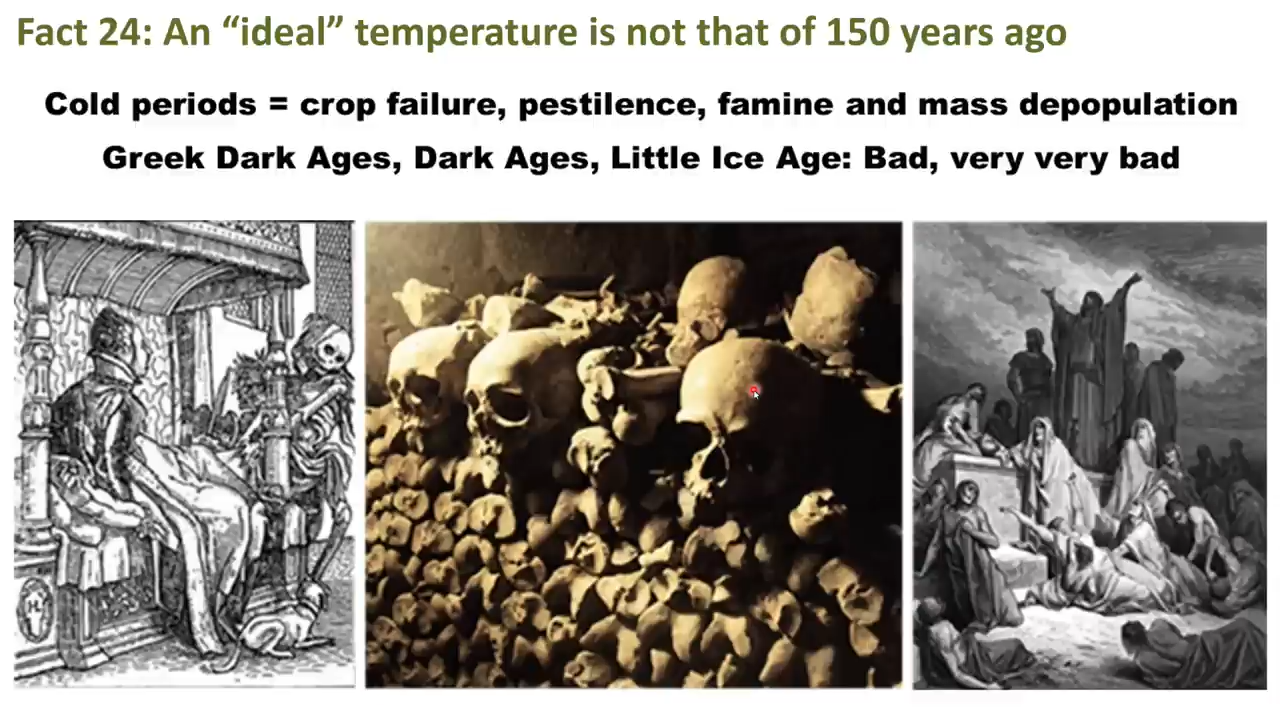 Fact 24: An “ideal” temperature is not that of 150 years ago
Cold periods = crop failure, pestilence, famine and mass depopulation
Greek Dark Ages, Dark Ages, Little Ice Age: Bad, very very bad